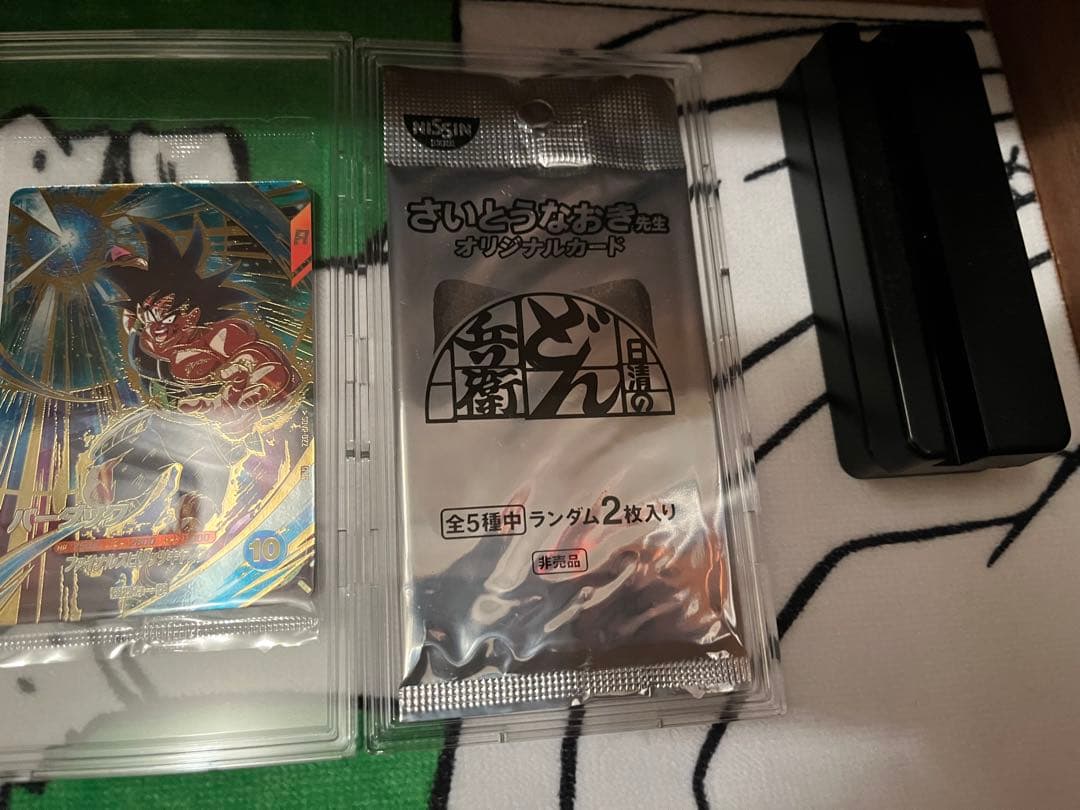 NISSIN
さいとうなおき先生
オリジナルカード
日清の
どん
兵衛
全5種中 ランダム2枚入り
非売品
バーダック
10